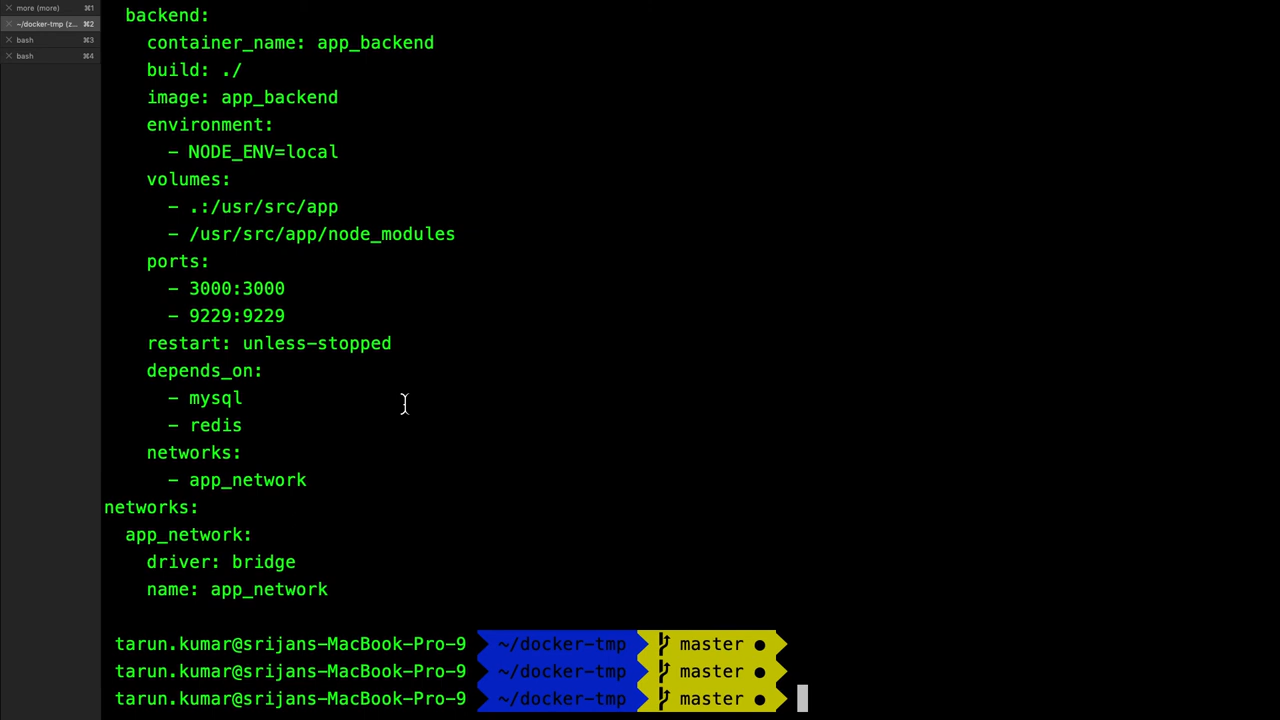 more (more) ⌘1
~/docker-tmp (z... ⌘2
bash ⌘3
bash ⌘4
backend:
container_name: app_backend
build: ./
image: app_backend
environment:
- NODE_ENV=local
volumes:
- .:/usr/src/app
- /usr/src/app/node_modules
ports:
- 3000:3000
- 9229:9229
restart: unless-stopped
depends_on:
- mysql
- redis
networks:
- app_network
networks:
app_network:
driver: bridge
name: app_network
tarun.kumar@srijans-MacBook-Pro-9 ~/docker-tmp master ●
tarun.kumar@srijans-MacBook-Pro-9 ~/docker-tmp master ●
tarun.kumar@srijans-MacBook-Pro-9 ~/docker-tmp master ●